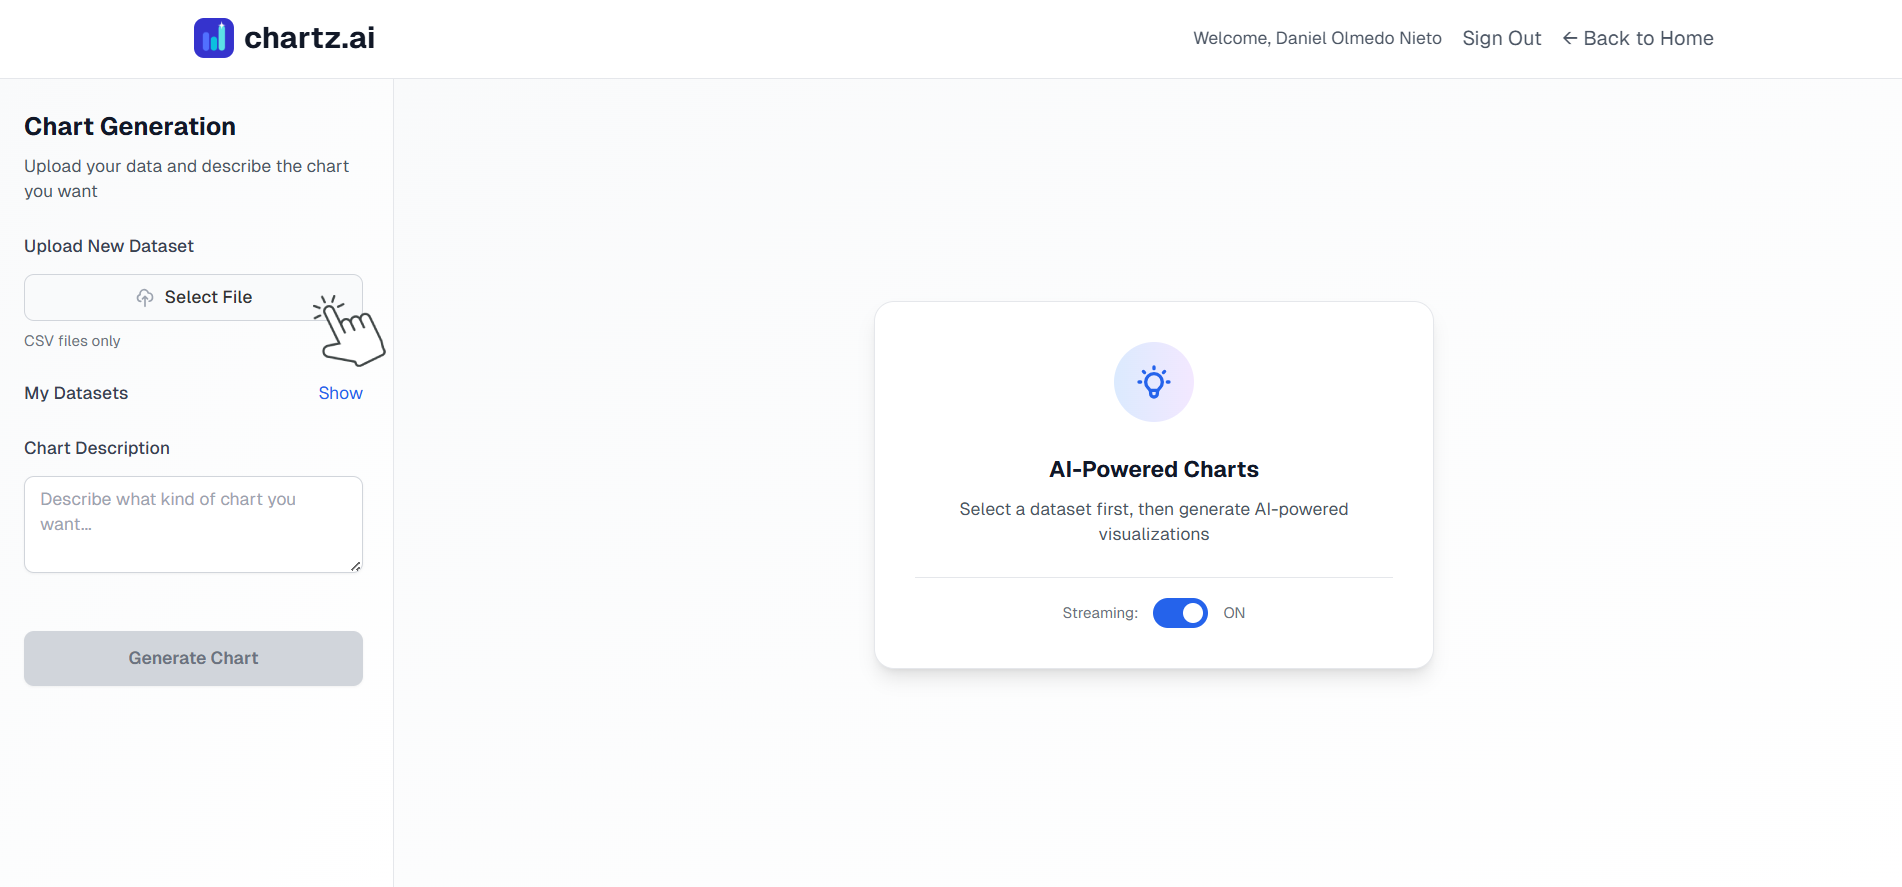 chartz.ai
Welcome, Daniel Olmedo Nieto
Sign Out
← Back to Home
Chart Generation
Upload your data and describe the chart
you want
Upload New Dataset
Select File
CSV files only
My Datasets
Show
Chart Description
Describe what kind of chart you
want...
Generate Chart
AI-Powered Charts
Select a dataset first, then generate AI-powered
visualizations
Streaming:
ON